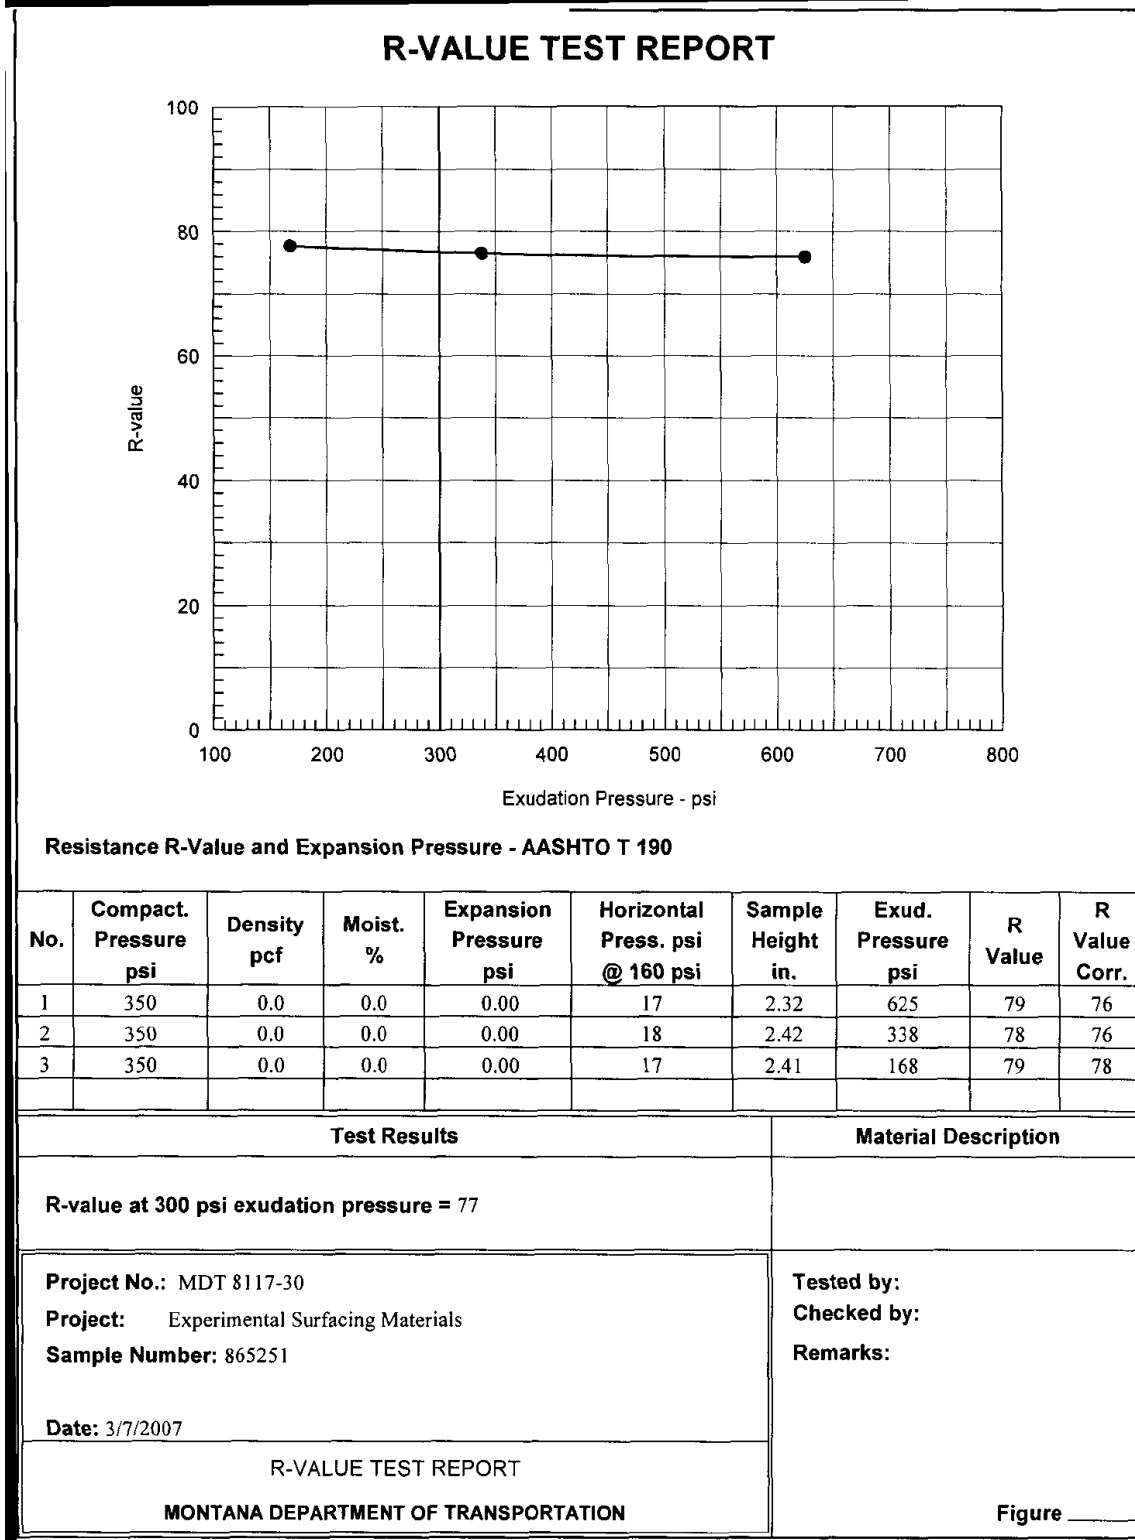 R-VALUE TEST REPORT
100
80
60
40
20
0
R-value
100 200 300 400 500 600 700 800
Exudation Pressure - psi
Resistance R-Value and Expansion Pressure - AASHTO T 190
No. Compact. Pressure psi Density pcf Moist. % Expansion Pressure psi Horizontal Press. psi @ 160 psi Sample Height in. Exud. Pressure psi R Value R Value Corr.
1 350 0.0 0.0 0.00 17 2.32 625 79 76
2 350 0.0 0.0 0.00 18 2.42 338 78 76
3 350 0.0 0.0 0.00 17 2.41 168 79 78
Test Results Material Description
R-value at 300 psi exudation pressure = 77
Project No.: MDT 8117-30
Project: Experimental Surfacing Materials
Sample Number: 865251
Date: 3/7/2007
Tested by:
Checked by:
Remarks:
R-VALUE TEST REPORT
MONTANA DEPARTMENT OF TRANSPORTATION
Figure